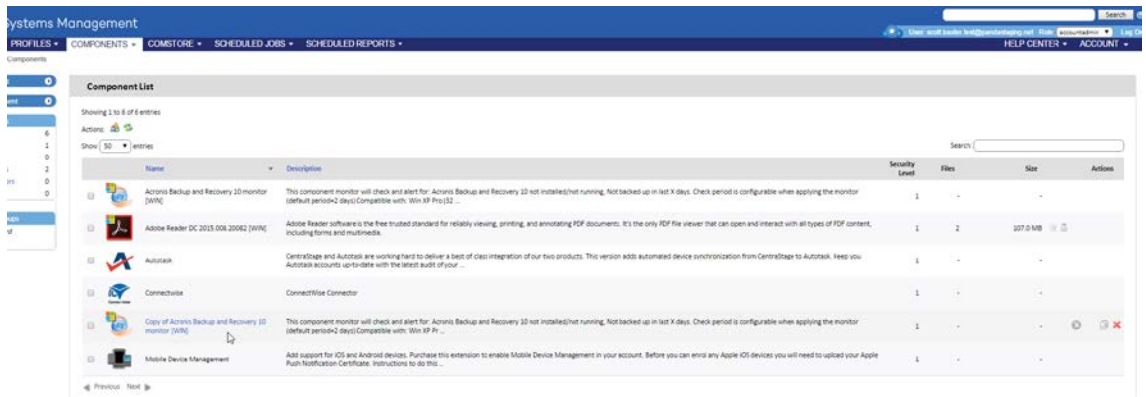 Systems Management
Search
User: Role: accountadmin Log
PROFILES COMPONENTS COMSTORE SCHEDULED JOBS SCHEDULED REPORTS HELP CENTER ACCOUNT
Components
Component List
Showing 1 to 6 of 6 entries
Actions:
Show 50 entries Search:
Name Description Security Level Files Size Actions
Acronis Backup and Recovery 10 monitor [WIN]
This component monitor will check and alert for: Acronis Backup and Recovery 10 not installed/not running, Not backed up in last X days. Check period is configurable when applying the monitor (default period=2 days) Compatible with: Win XP Pro (32 ...
1 - -
Adobe Reader DC 2015.008.20082 [WIN]
Adobe Reader software is the free trusted standard for reliably viewing, printing, and annotating PDF documents. It's the only PDF file viewer that can open and interact with all types of PDF content, including forms and multimedia.
1 2 107.0 MB
Autotask
CentraStage and Autotask are working hard to deliver a best of class integration of our two products. This version adds automated device synchronization from CentraStage to Autotask. Keep you Autotask accounts up-to-date with the latest audit of your ...
1 - -
Connectwise
ConnectWise Connector
1 - -
Copy of Acronis Backup and Recovery 10 monitor [WIN]
This component monitor will check and alert for: Acronis Backup and Recovery 10 not installed/not running, Not backed up in last X days. Check period is configurable when applying the monitor (default period=2 days) Compatible with: Win XP Pr ...
1 - -
Mobile Device Management
Add support for iOS and Android devices. Purchase this extension to enable Mobile Device Management in your account. Before you can enrol any Apple iOS devices you will need to upload your Apple Push Notification Certificate. Instructions to do this ...
1 - -
Previous Next
6
1
0
2
0
0